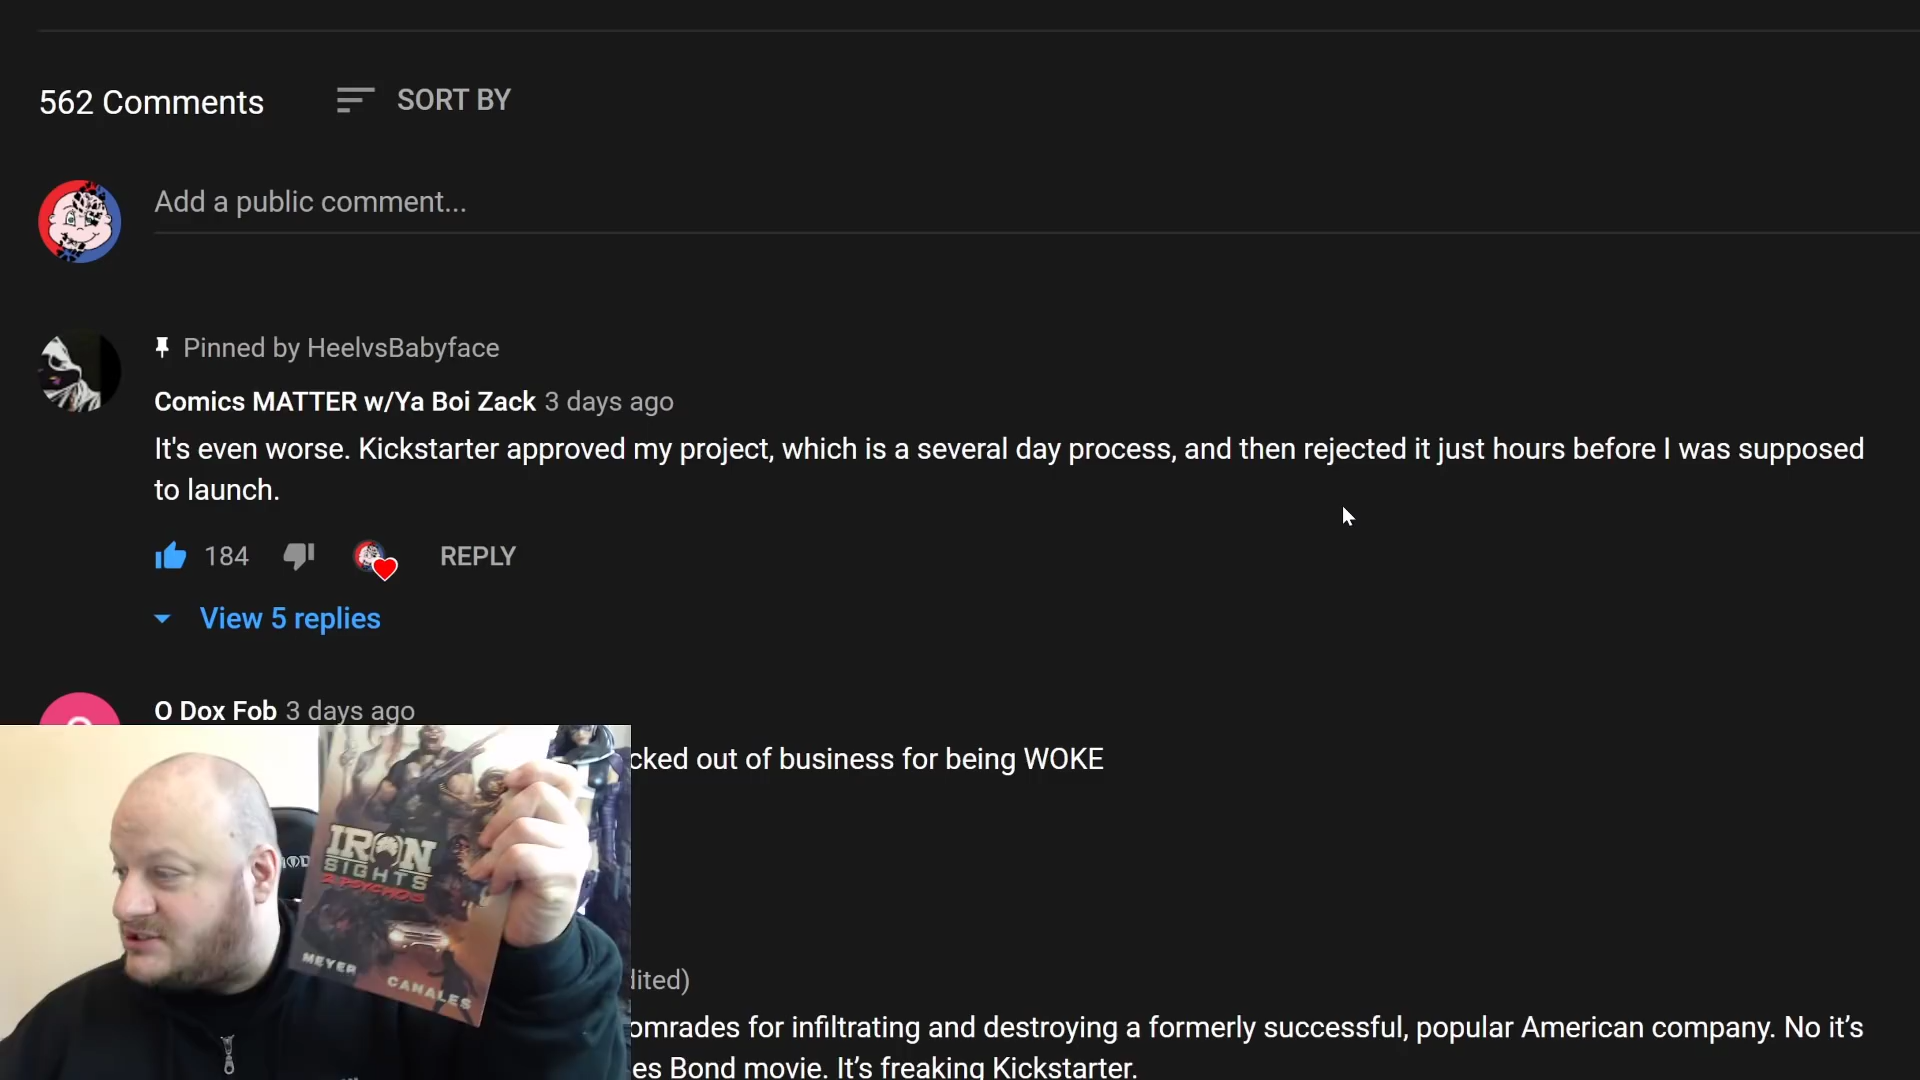 562 Comments
SORT BY
Add a public comment...
Pinned by HeelvsBabyface
Comics MATTER w/Ya Boi Zack 3 days ago
It's even worse. Kickstarter approved my project, which is a several day process, and then rejected it just hours before I was supposed
to launch.
184
REPLY
View 5 replies
O Dox Fob 3 days ago
cked out of business for being WOKE
IRON
SIGHTS
2 PSYCHOS
MEYER
CANALES
dited)
omrades for infiltrating and destroying a formerly successful, popular American company. No it’s
es Bond movie. It’s freaking Kickstarter.